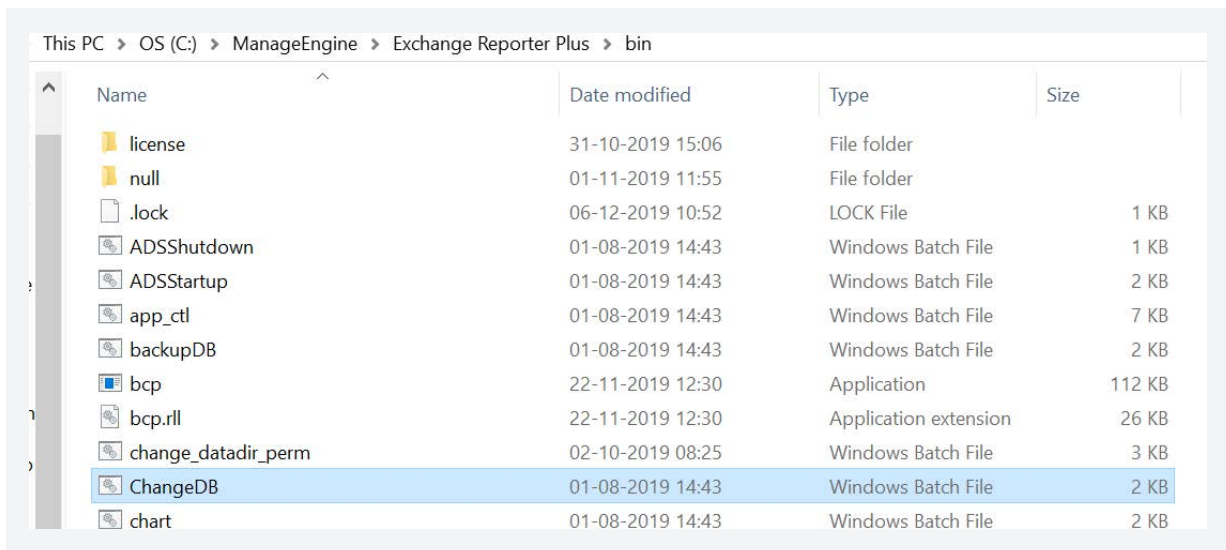 This PC > OS (C:) > ManageEngine > Exchange Reporter Plus > bin
Name Date modified Type Size
license 31-10-2019 15:06 File folder
null 01-11-2019 11:55 File folder
.lock 06-12-2019 10:52 LOCK File 1 KB
ADSShutdown 01-08-2019 14:43 Windows Batch File 1 KB
ADSStartup 01-08-2019 14:43 Windows Batch File 2 KB
app_ctl 01-08-2019 14:43 Windows Batch File 7 KB
backupDB 01-08-2019 14:43 Windows Batch File 2 KB
bcp 22-11-2019 12:30 Application 112 KB
bcp.rll 22-11-2019 12:30 Application extension 26 KB
change_datadir_perm 02-10-2019 08:25 Windows Batch File 3 KB
ChangeDB 01-08-2019 14:43 Windows Batch File 2 KB
chart 01-08-2019 14:43 Windows Batch File 2 KB